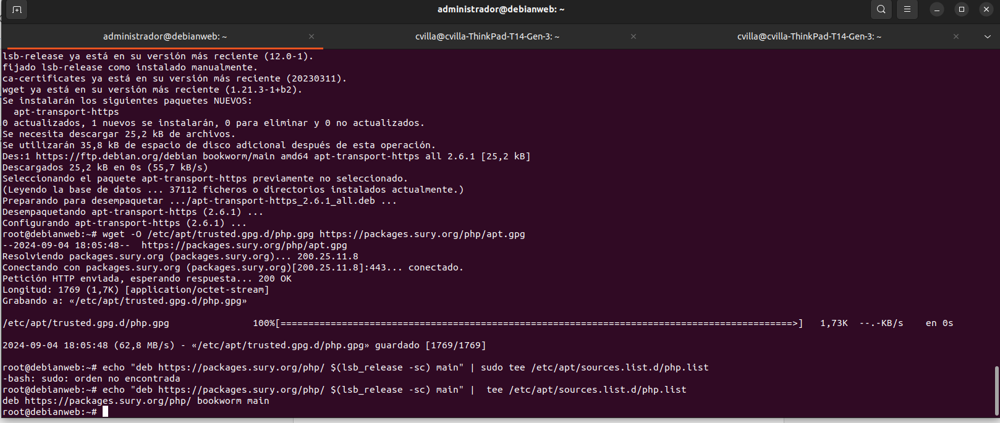 administrador@debianweb: ~
administrador@debianweb: ~
cvilla@cvilla-ThinkPad-T14-Gen-3: ~
cvilla@cvilla-ThinkPad-T14-Gen-3: ~
lsb-release ya está en su versión más reciente (12.0-1).
fijado lsb-release como instalado manualmente.
ca-certificates ya está en su versión más reciente (20230311).
wget ya está en su versión más reciente (1.21.3-1+b2).
Se instalarán los siguientes paquetes NUEVOS:
  apt-transport-https
0 actualizados, 1 nuevos se instalarán, 0 para eliminar y 0 no actualizados.
Se necesita descargar 25,2 kB de archivos.
Se utilizarán 35,8 kB de espacio de disco adicional después de esta operación.
Des:1 https://ftp.debian.org/debian bookworm/main amd64 apt-transport-https all 2.6.1 [25,2 kB]
Descargados 25,2 kB en 0s (55,7 kB/s)
Seleccionando el paquete apt-transport-https previamente no seleccionado.
(Leyendo la base de datos ... 37112 ficheros o directorios instalados actualmente.)
Preparando para desempaquetar .../apt-transport-https_2.6.1_all.deb ...
Desempaquetando apt-transport-https (2.6.1) ...
Configurando apt-transport-https (2.6.1) ...
root@debianweb:~# wget -O /etc/apt/trusted.gpg.d/php.gpg https://packages.sury.org/php/apt.gpg
--2024-09-04 18:05:48--  https://packages.sury.org/php/apt.gpg
Resolviendo packages.sury.org (packages.sury.org)... 200.25.11.8
Conectando con packages.sury.org (packages.sury.org)[200.25.11.8]:443... conectado.
Petición HTTP enviada, esperando respuesta... 200 OK
Longitud: 1769 (1,7K) [application/octet-stream]
Grabando a: «/etc/apt/trusted.gpg.d/php.gpg»
/etc/apt/trusted.gpg.d/php.gpg               100%[============================================================================================>]   1,73K  --.-KB/s    en 0s
2024-09-04 18:05:48 (62,8 MB/s) - «/etc/apt/trusted.gpg.d/php.gpg» guardado [1769/1769]
root@debianweb:~# echo "deb https://packages.sury.org/php/ $(lsb_release -sc) main" | sudo tee /etc/apt/sources.list.d/php.list
-bash: sudo: orden no encontrada
root@debianweb:~# echo "deb https://packages.sury.org/php/ $(lsb_release -sc) main" |  tee /etc/apt/sources.list.d/php.list
deb https://packages.sury.org/php/ bookworm main
root@debianweb:~#